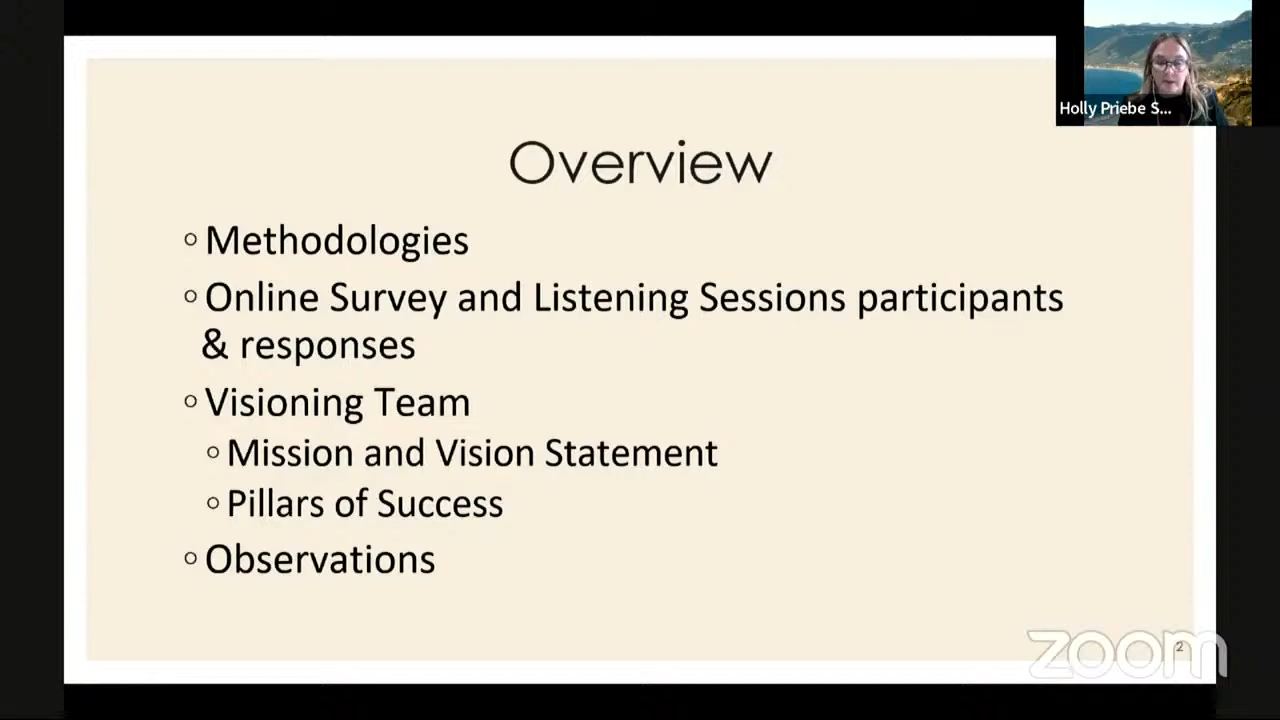 Holly Priebe S...
Overview
◦ Methodologies
◦ Online Survey and Listening Sessions participants
& responses
◦ Visioning Team
◦ Mission and Vision Statement
◦ Pillars of Success
◦ Observations
zoom
2